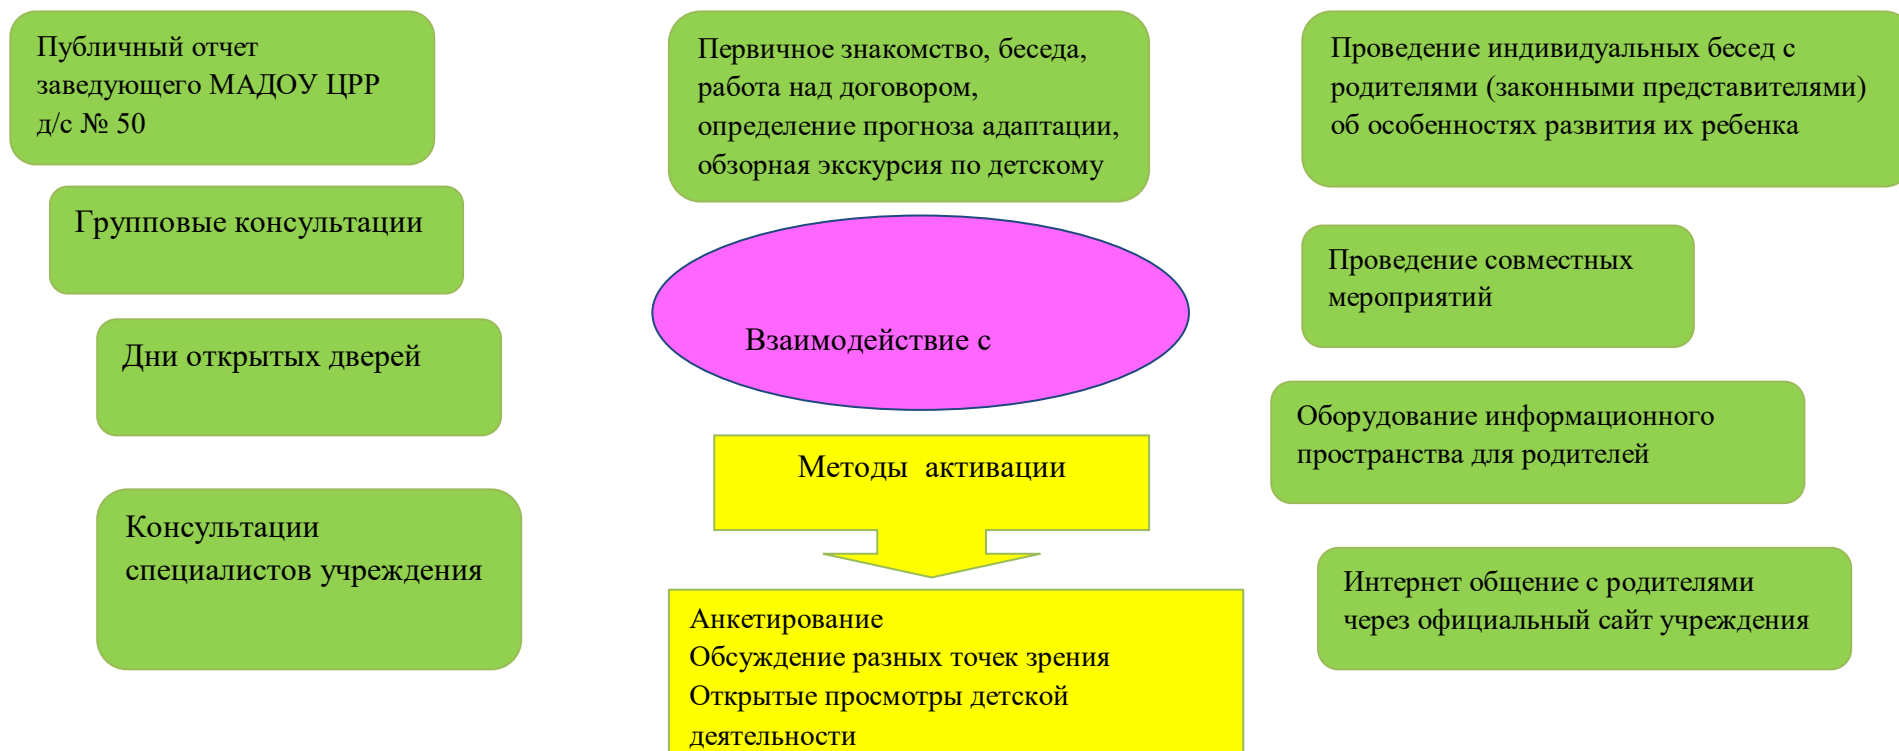 Публичный отчет
заведующего МАДОУ ЦРР
д/с № 50
Групповые консультации
Дни открытых дверей
Консультации
специалистов учреждения
Первичное знакомство, беседа,
работа над договором,
определение прогноза адаптации,
обзорная экскурсия по детскому
Взаимодействие с
Методы  активации
Анкетирование
Обсуждение разных точек зрения
Открытые просмотры детской
деятельности
Проведение индивидуальных бесед с
родителями (законными представителями)
об особенностях развития их ребенка
Проведение совместных
мероприятий
Оборудование информационного
пространства для родителей
Интернет общение с родителями
через официальный сайт учреждения